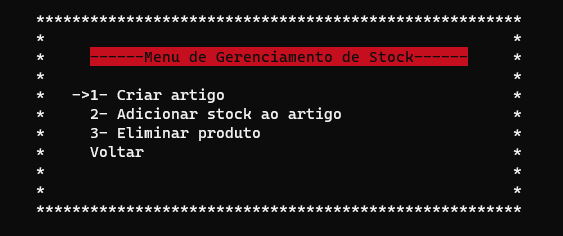 ******************************************************
*                                                    *
*     ------Menu de Gerenciamento de Stock------     *
*                                                    *
*   ->1- Criar artigo                                *
*     2- Adicionar stock ao artigo                   *
*     3- Eliminar produto                            *
*     Voltar                                         *
*                                                    *
*                                                    *
******************************************************